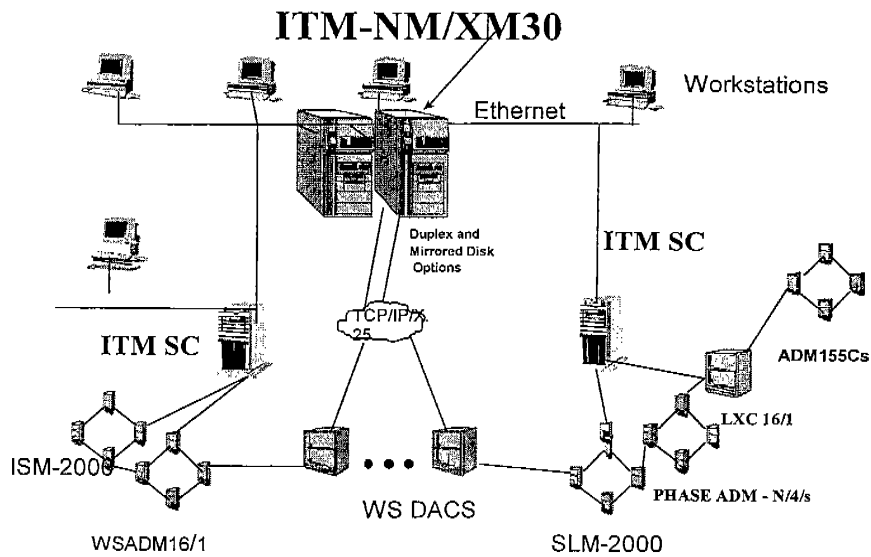 ITM-NM/XM30
Workstations
Ethernet
Duplex and
Mirrored Disk
Options
ITM SC
TCP/IP/X.
25
ITM SC
ADM155Cs
LXC 16/1
ISM-2000
PHASE ADM - N/4/s
WS DACS
WSADM16/1
SLM-2000